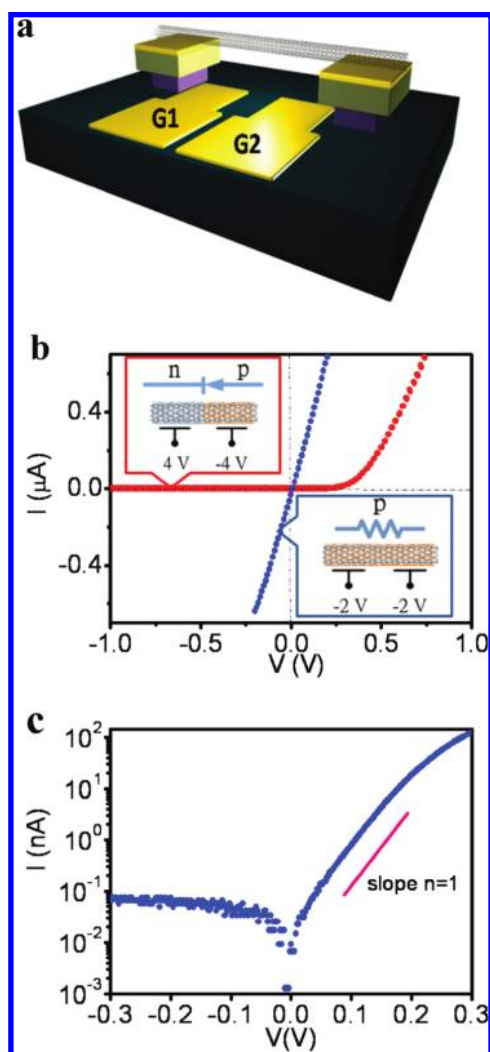 a
G1
G2
b
n p
4 V -4 V
p
-2 V -2 V
0.4
0.0
-0.4
I (μA)
-1.0 -0.5 0.0 0.5 1.0
V (V)
c
10²
10¹
10⁰
10⁻¹
10⁻²
10⁻³
I (nA)
slope n=1
-0.3 -0.2 -0.1 0.0 0.1 0.2 0.3
V(V)